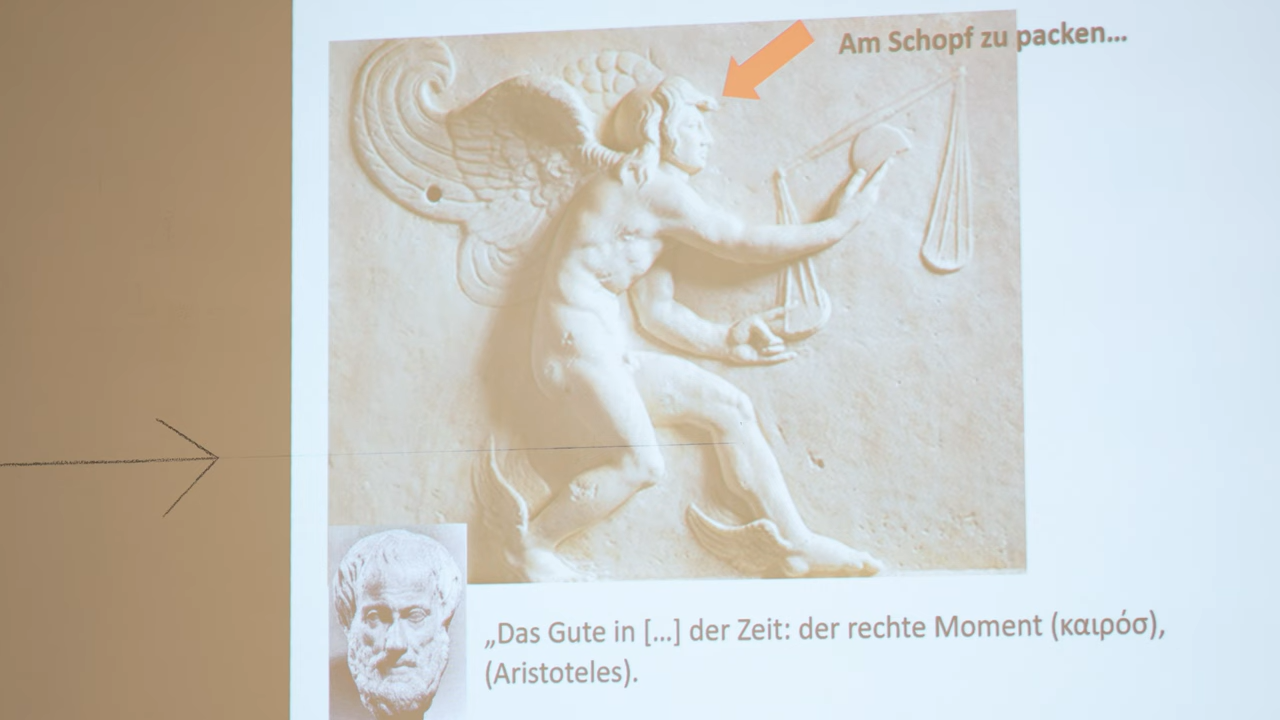 Am Schopf zu packen...
„Das Gute in [...] der Zeit: der rechte Moment (καιρόσ),
(Aristoteles).